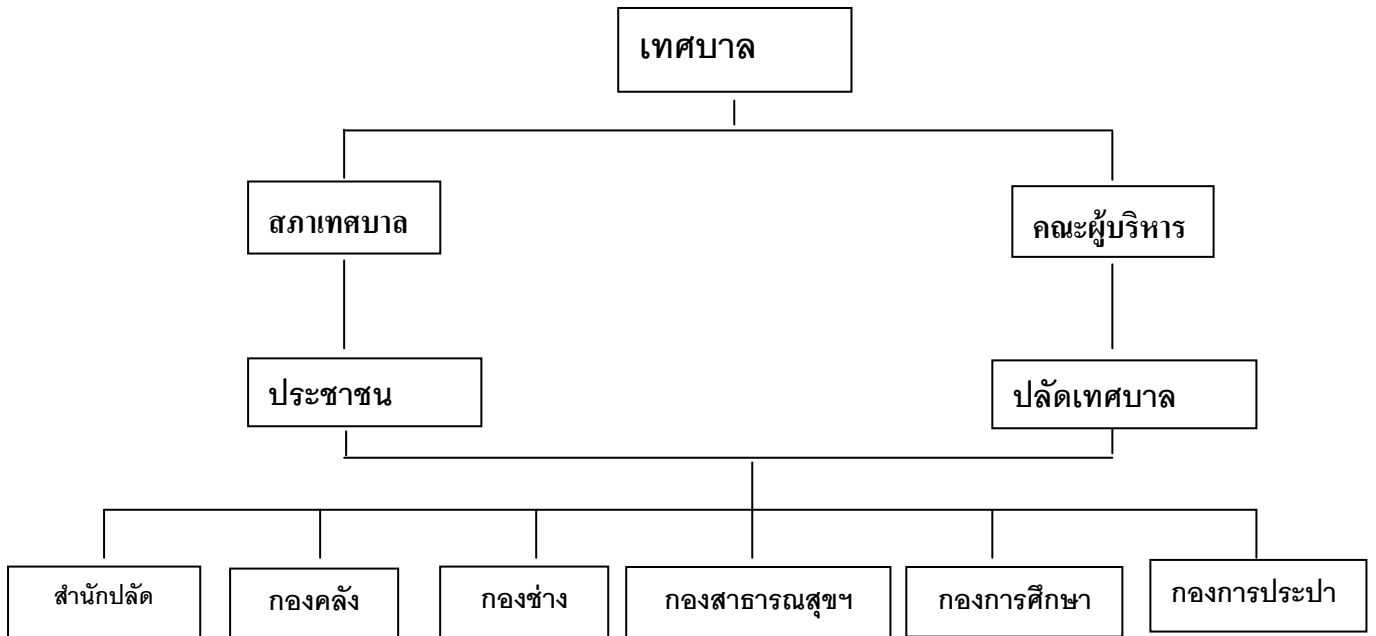 เทศบาล
สภาเทศบาล
คณะผู้บริหาร
ประชาชน
ปลัดเทศบาล
สำนักปลัด
กองคลัง
กองช่าง
กองสาธารณสุขฯ
กองการศึกษา
กองการประปา